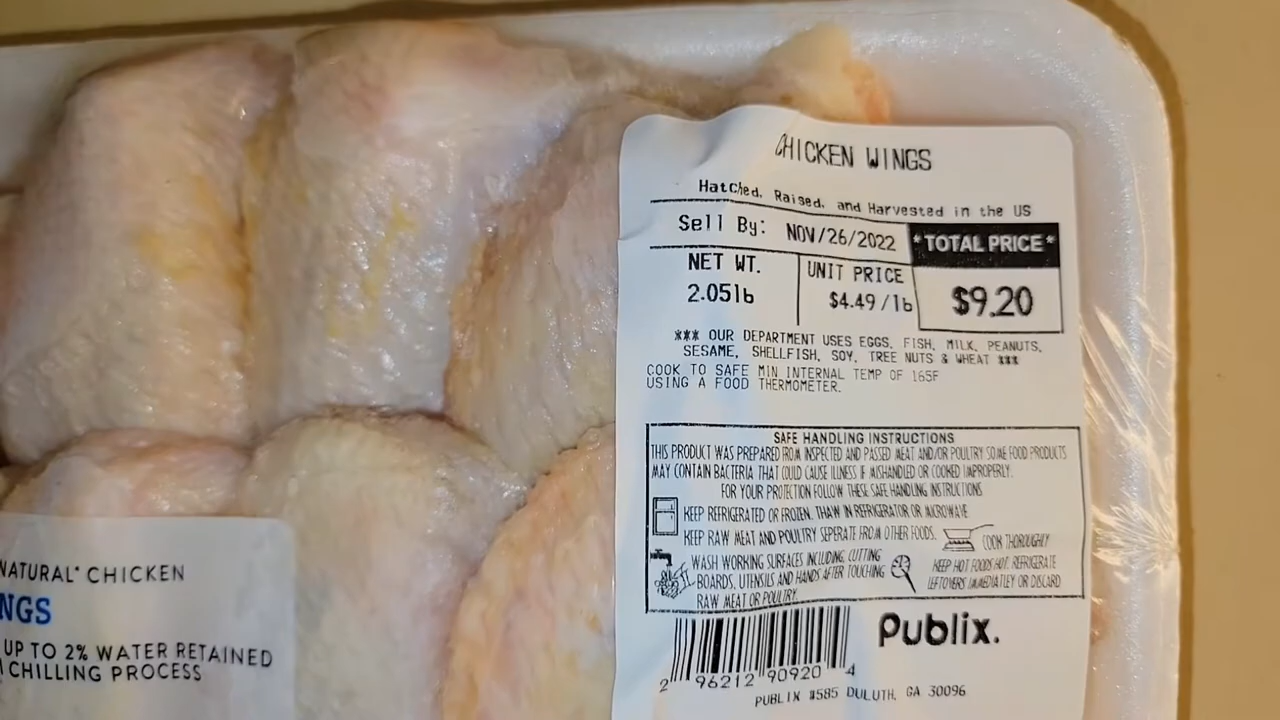 CHICKEN WINGS
Hatched, Raised, and Harvested in the US
Sell By: NOV/26/2022
*TOTAL PRICE*
NET WT.
2.05lb
UNIT PRICE
$4.49/lb
$9.20
*** OUR DEPARTMENT USES EGGS, FISH, MILK, PEANUTS,
SESAME, SHELLFISH, SOY, TREE NUTS & WHEAT ***
COOK TO SAFE MIN INTERNAL TEMP OF 165F
USING A FOOD THERMOMETER.
SAFE HANDLING INSTRUCTIONS
THIS PRODUCT WAS PREPARED FROM INSPECTED AND PASSED MEAT AND/OR POULTRY SOME FOOD PRODUCTS
MAY CONTAIN BACTERIA THAT COULD CAUSE ILLNESS IF MISHANDLED OR COOKED IMPROPERLY.
FOR YOUR PROTECTION FOLLOW THESE SAFE HANDLING INSTRUCTIONS
KEEP REFRIGERATED OR FROZEN. THAW IN REFRIGERATOR OR MICROWAVE
KEEP RAW MEAT AND POULTRY SEPERATE FROM OTHER FOODS.
COOK THOROUGHLY
WASH WORKING SURFACES INCLUDING CUTTING
BOARDS, UTENSILS AND HANDS AFTER TOUCHING
RAW MEAT OR POULTRY.
KEEP HOT FOODS HOT. REFRIGERATE
LEFTOVERS IMMEDIATLEY OR DISCARD
Publix.
2 96212 90920 4
PUBLIX #585 DULUTH, GA 30096
NATURAL* CHICKEN
NGS
UP TO 2% WATER RETAINED
CHILLING PROCESS